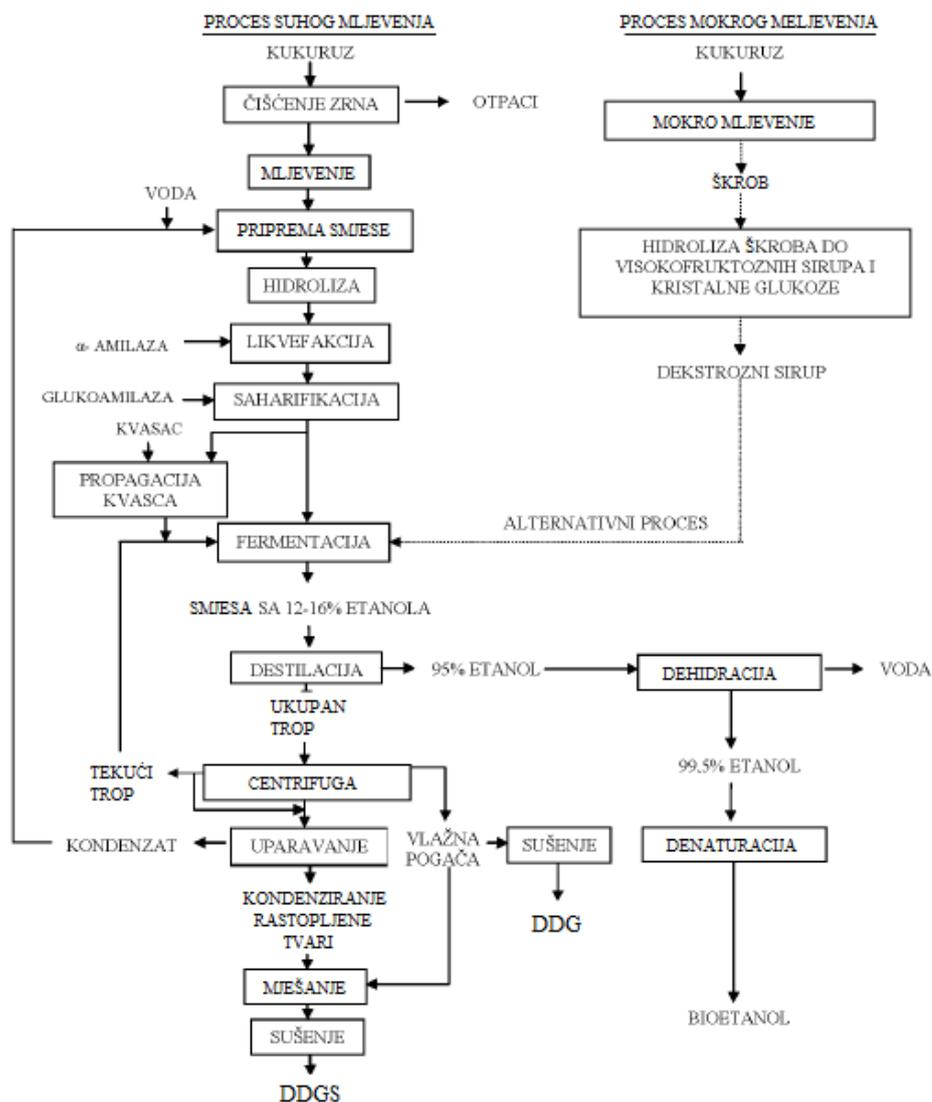 PROCES SUHOG MLJEVENJA
PROCES MOKROG MELJEVENJA
KUKURUZ
KUKURUZ
ČIŠĆENJE ZRNA
OTPACI
MOKRO MLJEVENJE
MLJEVENJE
ŠKROB
VODA
PRIPREMA SMJESE
HIDROLIZA ŠKROBA DO
VISOKOFRUKTOZNIH SIRUPA I
KRISTALNE GLUKOZE
HIDROLIZA
α- AMILAZA
LIKVEFAKCIJA
DEKSTROZNI SIRUP
GLUKOAMILAZA
SAHARIFIKACIJA
KVASAC
PROPAGACIJA
KVASCA
ALTERNATIVNI PROCES
FERMENTACIJA
SMJESA SA 12-16% ETANOLA
DESTILACIJA
95% ETANOL
DEHIDRACIJA
VODA
UKUPAN
TROP
99.5% ETANOL
TEKUĆI
TROP
CENTRIFUGA
KONDENZAT
UPARAVANJE
VLAŽNA
POGAČA
SUŠENJE
DENATURACIJA
KONDENZIRANJE
RASTOPLJENE
TVARI
DDG
MJEŠANJE
BIOETANOL
SUŠENJE
DDGS